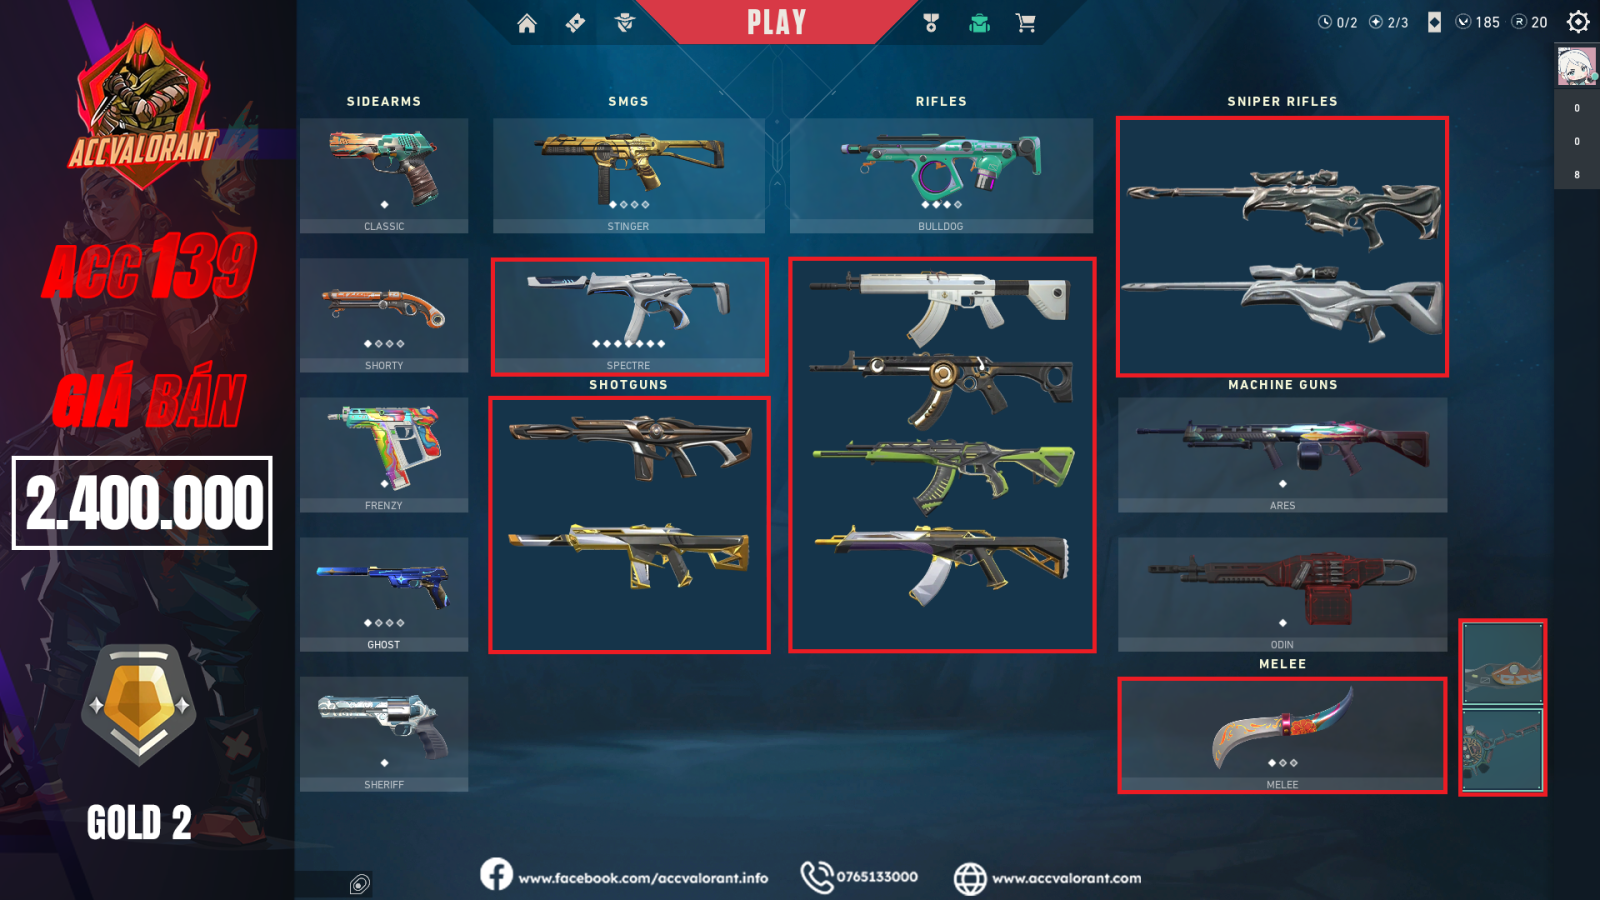 PLAY
0/2
2/3
185
20
ACCVALORANT
ACC 139
GIÁ BÁN
2.400.000
GOLD 2
SIDEARMS
SMGS
RIFLES
SNIPER RIFLES
CLASSIC
STINGER
BULLDOG
SHORTY
SPECTRE
SHOTGUNS
MACHINE GUNS
FRENZY
ARES
GHOST
ODIN
MELEE
SHERIFF
MELEE
0
0
8
www.facebook.com/accvalorant.info
0765133000
www.accvalorant.com